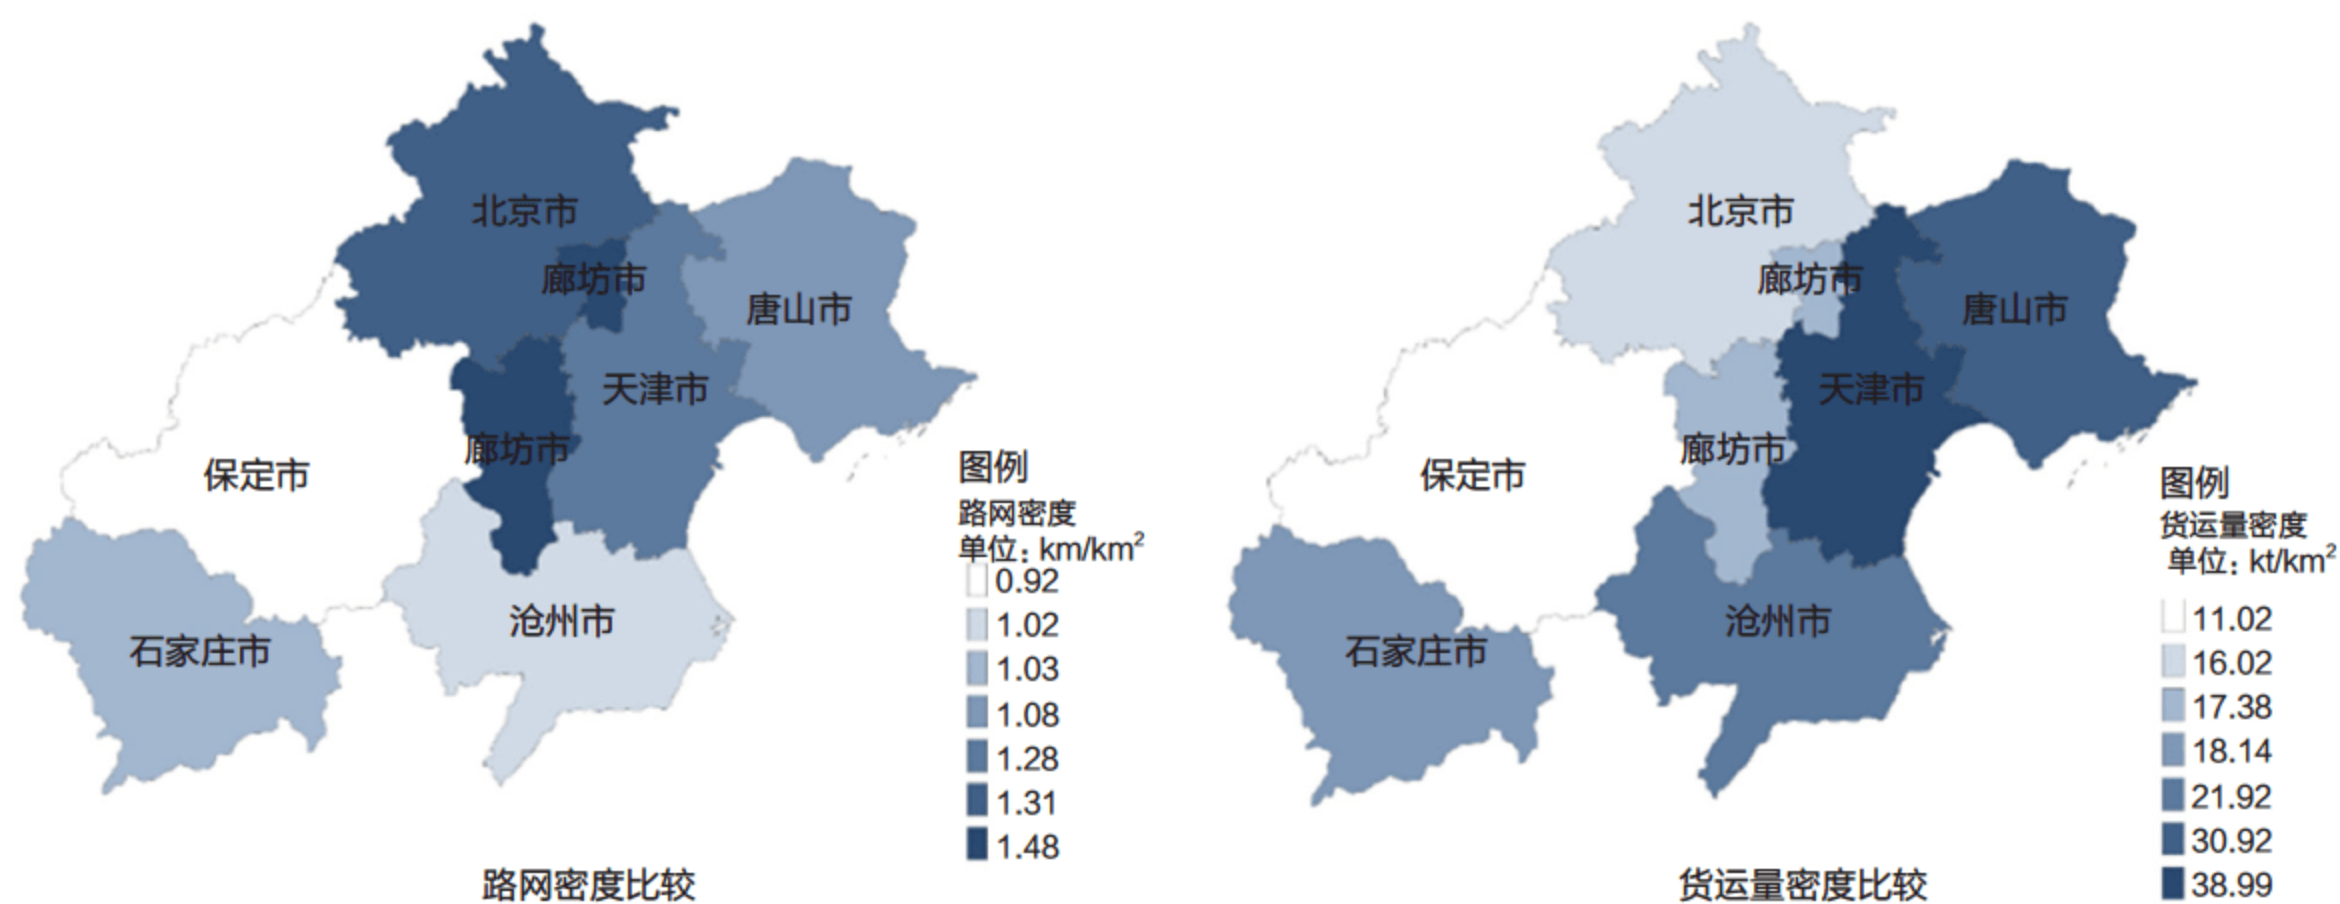 北京市
廊坊市
唐山市
天津市
廊坊市
保定市
沧州市
石家庄市
图例
路网密度
单位：km/km²
0.92
1.02
1.03
1.08
1.28
1.31
1.48
路网密度比较
北京市
廊坊市
唐山市
天津市
廊坊市
保定市
沧州市
石家庄市
图例
货运量密度
单位：kt/km²
11.02
16.02
17.38
18.14
21.92
30.92
38.99
货运量密度比较